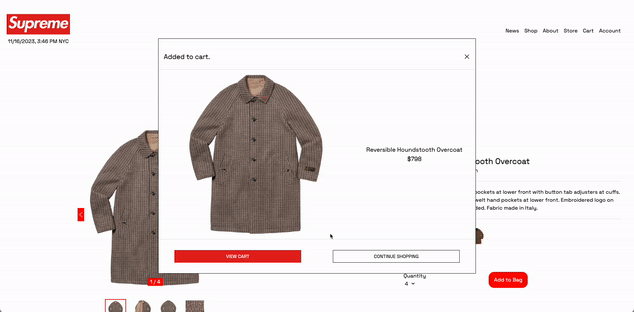 Supreme
11/16/2023, 3:46 PM NYC
News Shop About Store Cart Account
Added to cart.
Reversible Houndstooth Overcoat
$798
VIEW CART
CONTINUE SHOPPING
ooth Overcoat
pockets at lower front with button tab adjusters at cuffs.
welt hand pockets at lower front. Embroidered logo on
ded. Fabric made in Italy.
1 / 4
Quantity
4
Add to Bag